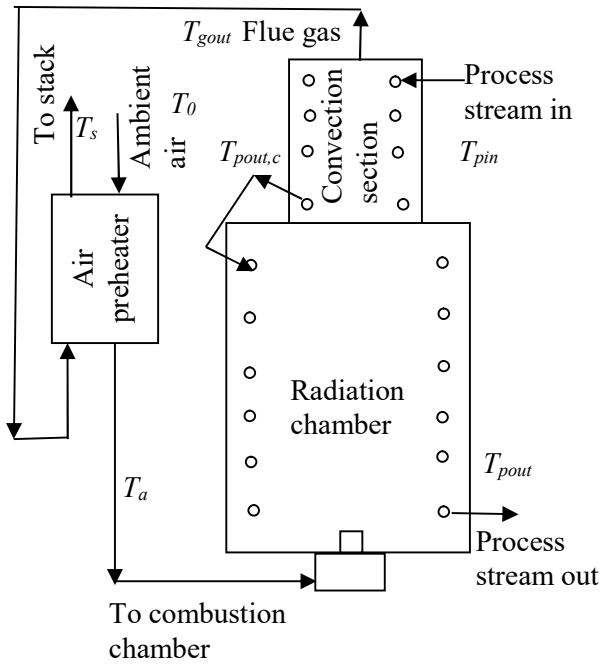 T_gout Flue gas
Process
stream in
T_pin
To stack
T_s
Ambient
air
T_0
T_pout,c
Convection
section
Air
preheater
Radiation
chamber
T_a
T_pout
Process
stream out
To combustion
chamber